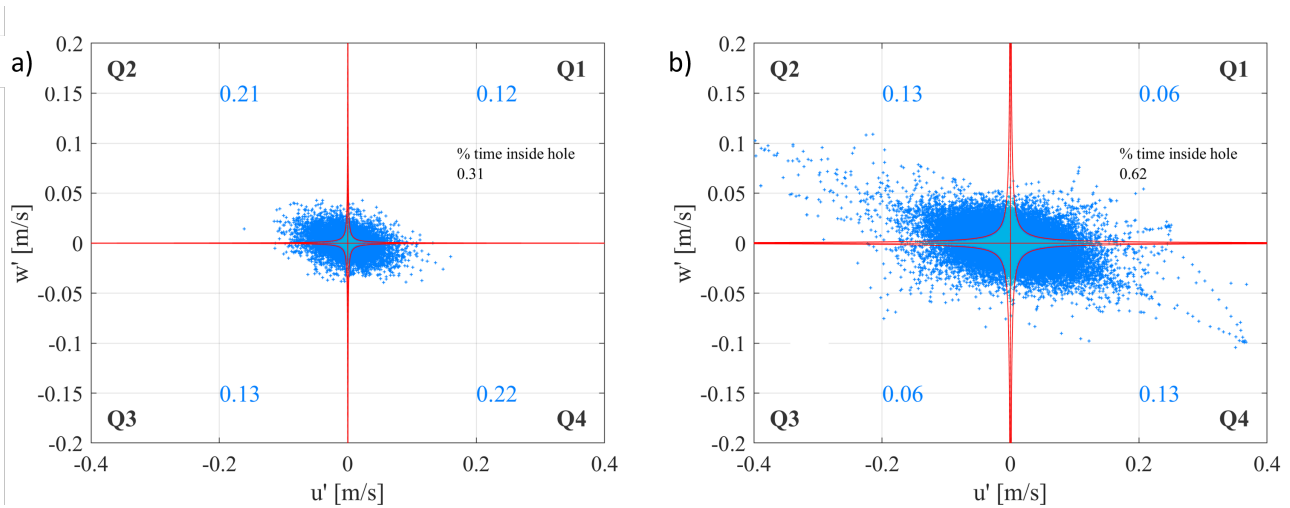 a)
0.2
0.15
0.1
0.05
0
-0.05
-0.1
-0.15
-0.2
w' [m/s]
Q2
Q1
0.21
0.12
% time inside hole
0.31
0.13
0.22
Q3
Q4
-0.4
-0.2
0
0.2
0.4
u' [m/s]
b)
0.2
0.15
0.1
0.05
0
-0.05
-0.1
-0.15
-0.2
w' [m/s]
Q2
Q1
0.13
0.06
% time inside hole
0.62
0.06
0.13
Q3
Q4
-0.4
-0.2
0
0.2
0.4
u' [m/s]